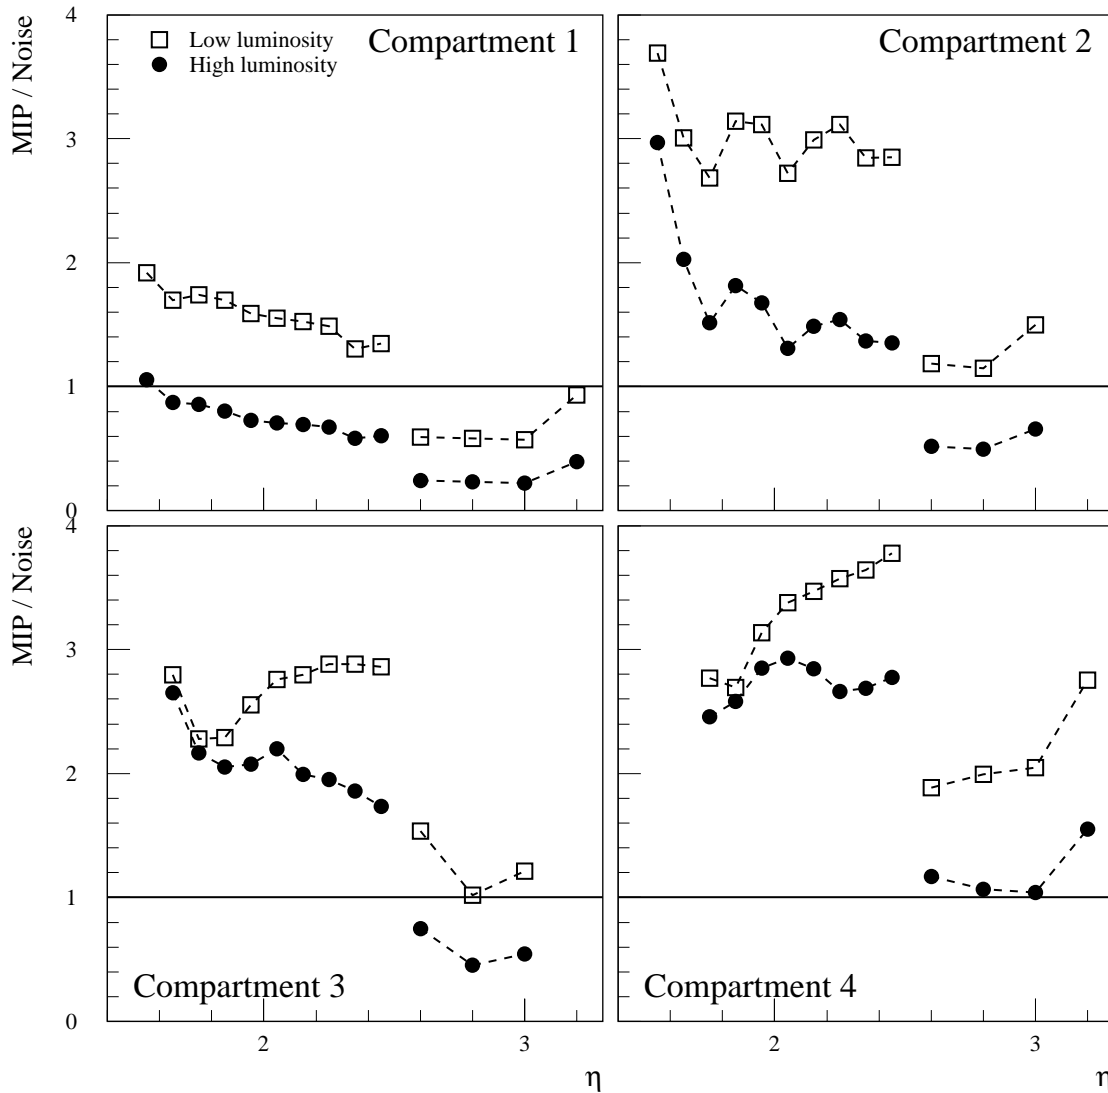 MIP / Noise
4
3
2
1
0
Low luminosity
High luminosity
Compartment 1
Compartment 2
MIP / Noise
4
3
2
1
0
Compartment 3
Compartment 4
2
3
2
3
η
η